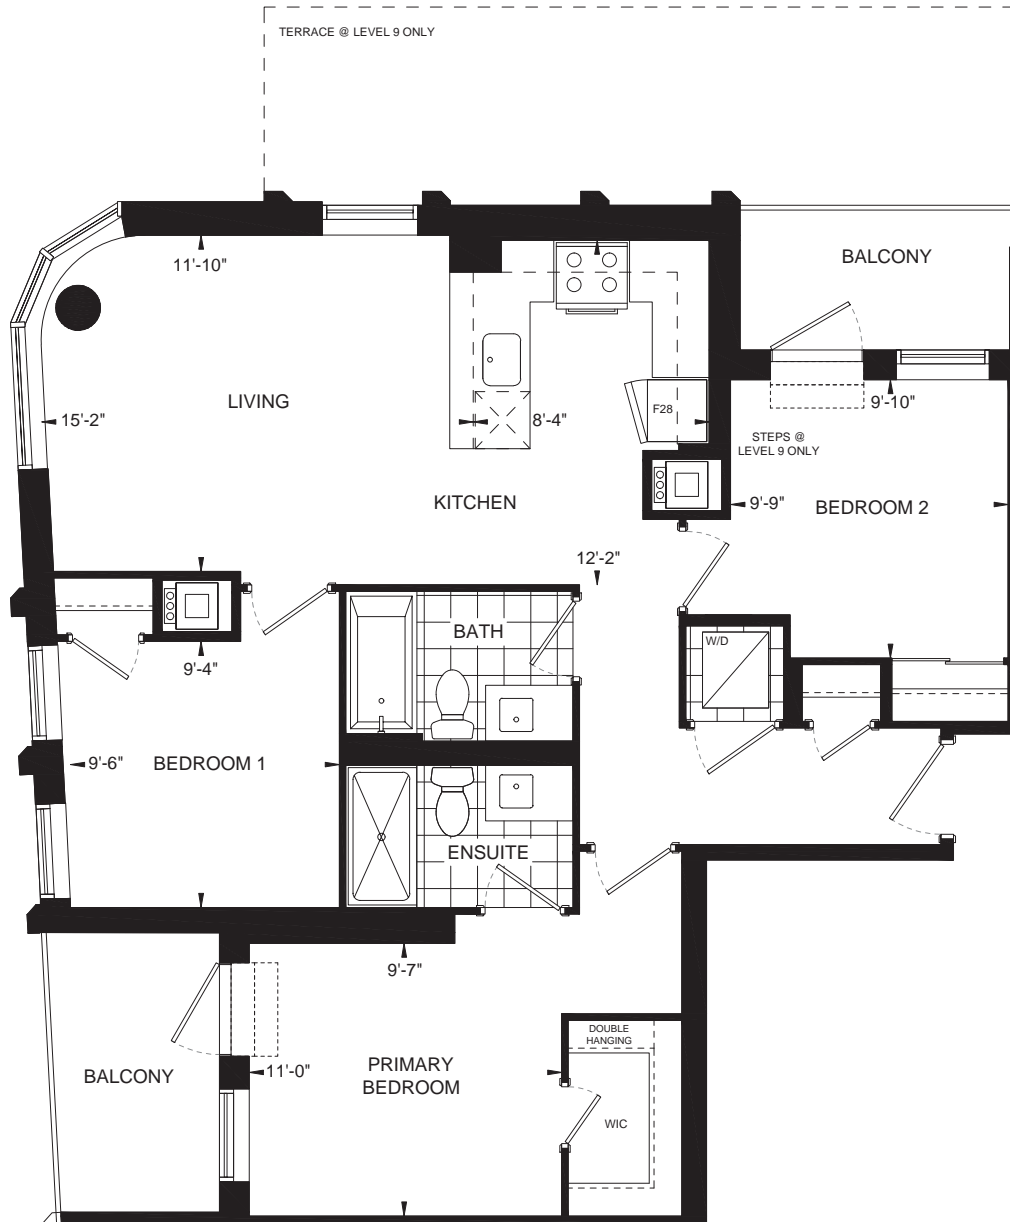 TERRACE @ LEVEL 9 ONLY
BALCONY
11'-10"
LIVING
15'-2"
8'-4"
F28
9'-10"
STEPS @
LEVEL 9 ONLY
KITCHEN
9'-9"
BEDROOM 2
12'-2"
BATH
W/D
9'-4"
9'-6"
BEDROOM 1
ENSUITE
9'-7"
DOUBLE
HANGING
BALCONY
11'-0"
PRIMARY
BEDROOM
WIC